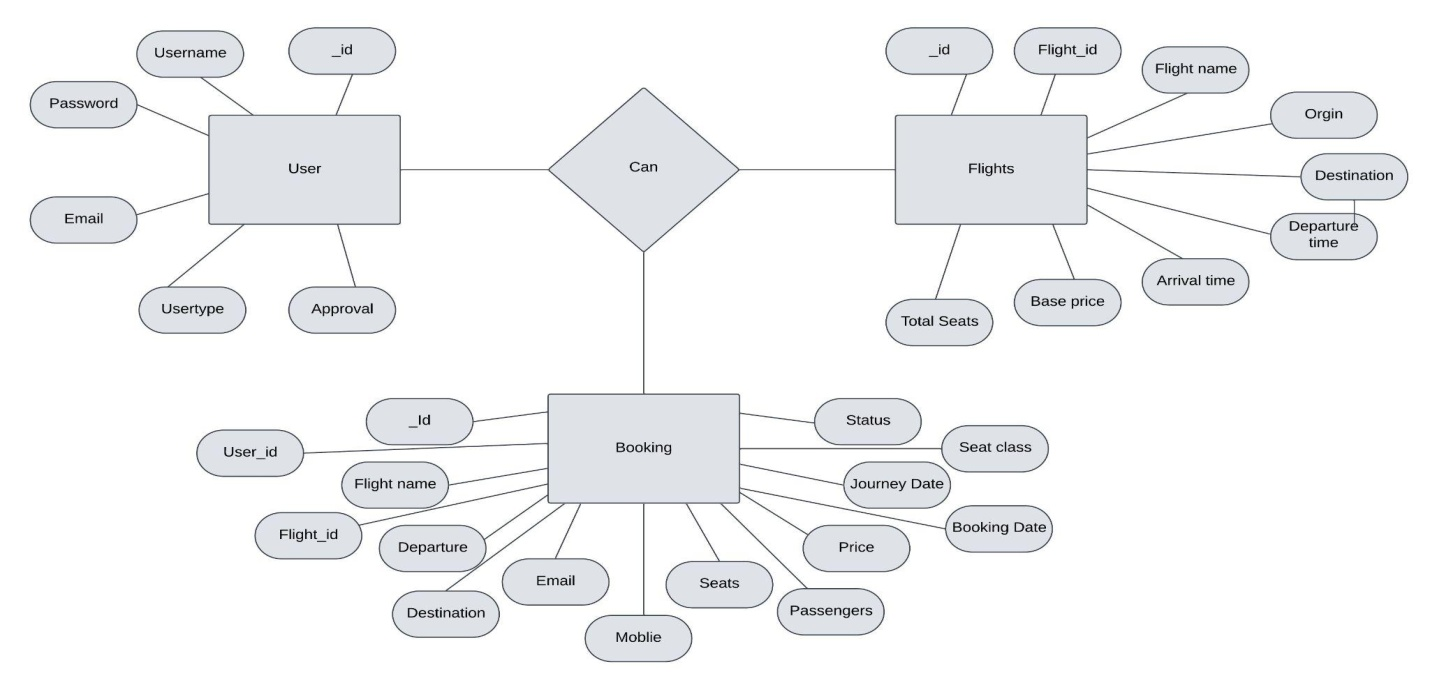 Username
_id
Password
User
Email
Usertype
Approval
Can
_id
Flight_id
Flight name
Orgin
Flights
Destination
Departure
time
Arrival time
Base price
Total Seats
_Id
User_id
Flight name
Flight_id
Departure
Destination
Email
Moblie
Booking
Seats
Passengers
Price
Booking Date
Journey Date
Seat class
Status